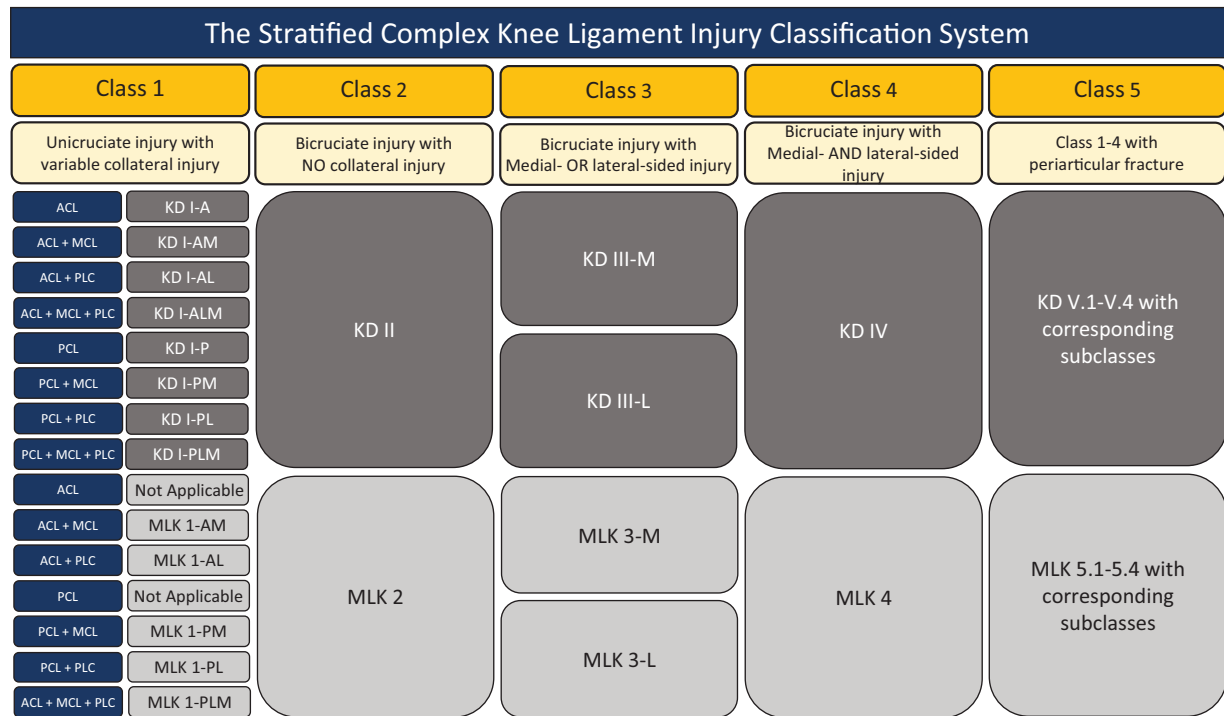 The Stratified Complex Knee Ligament Injury Classification System
Class 1
Class 2
Class 3
Class 4
Class 5
Unicruciate injury with
variable collateral injury
Bicruciate injury with
NO collateral injury
Bicruciate injury with
Medial- OR lateral-sided injury
Bicruciate injury with
Medial- AND lateral-sided
injury
Class 1-4 with
periarticular fracture
ACL
KD I-A
ACL + MCL
KD I-AM
ACL + PLC
KD I-AL
ACL + MCL + PLC
KD I-ALM
PCL
KD I-P
PCL + MCL
KD I-PM
PCL + PLC
KD I-PL
PCL + MCL + PLC
KD I-PLM
KD II
KD III-M
KD III-L
KD IV
KD V.1-V.4 with
corresponding
subclasses
ACL
Not Applicable
ACL + MCL
MLK 1-AM
ACL + PLC
MLK 1-AL
PCL
Not Applicable
PCL + MCL
MLK 1-PM
PCL + PLC
MLK 1-PL
ACL + MCL + PLC
MLK 1-PLM
MLK 2
MLK 3-M
MLK 3-L
MLK 4
MLK 5.1-5.4 with
corresponding
subclasses